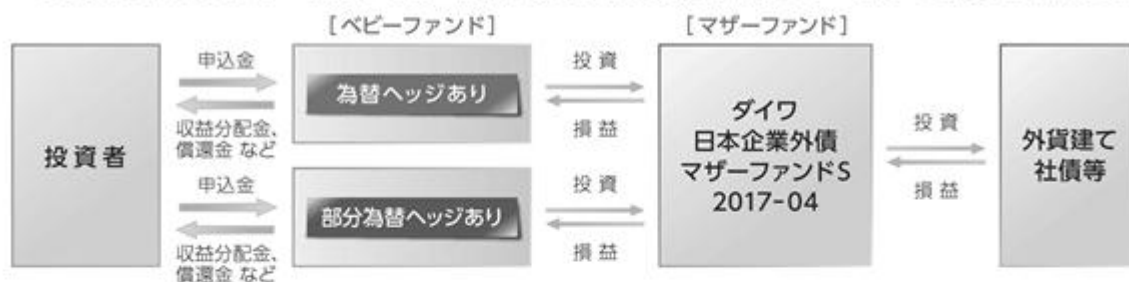 [ベビーファンド]
[マザーファンド]
投資者
申込金
収益分配金、
償還金 など
為替ヘッジあり
投資
損益
申込金
収益分配金、
償還金 など
部分為替ヘッジあり
投資
損益
ダイワ
日本企業外債
マザーファンドS
2017-04
投資
損益
外貨建て
社債等